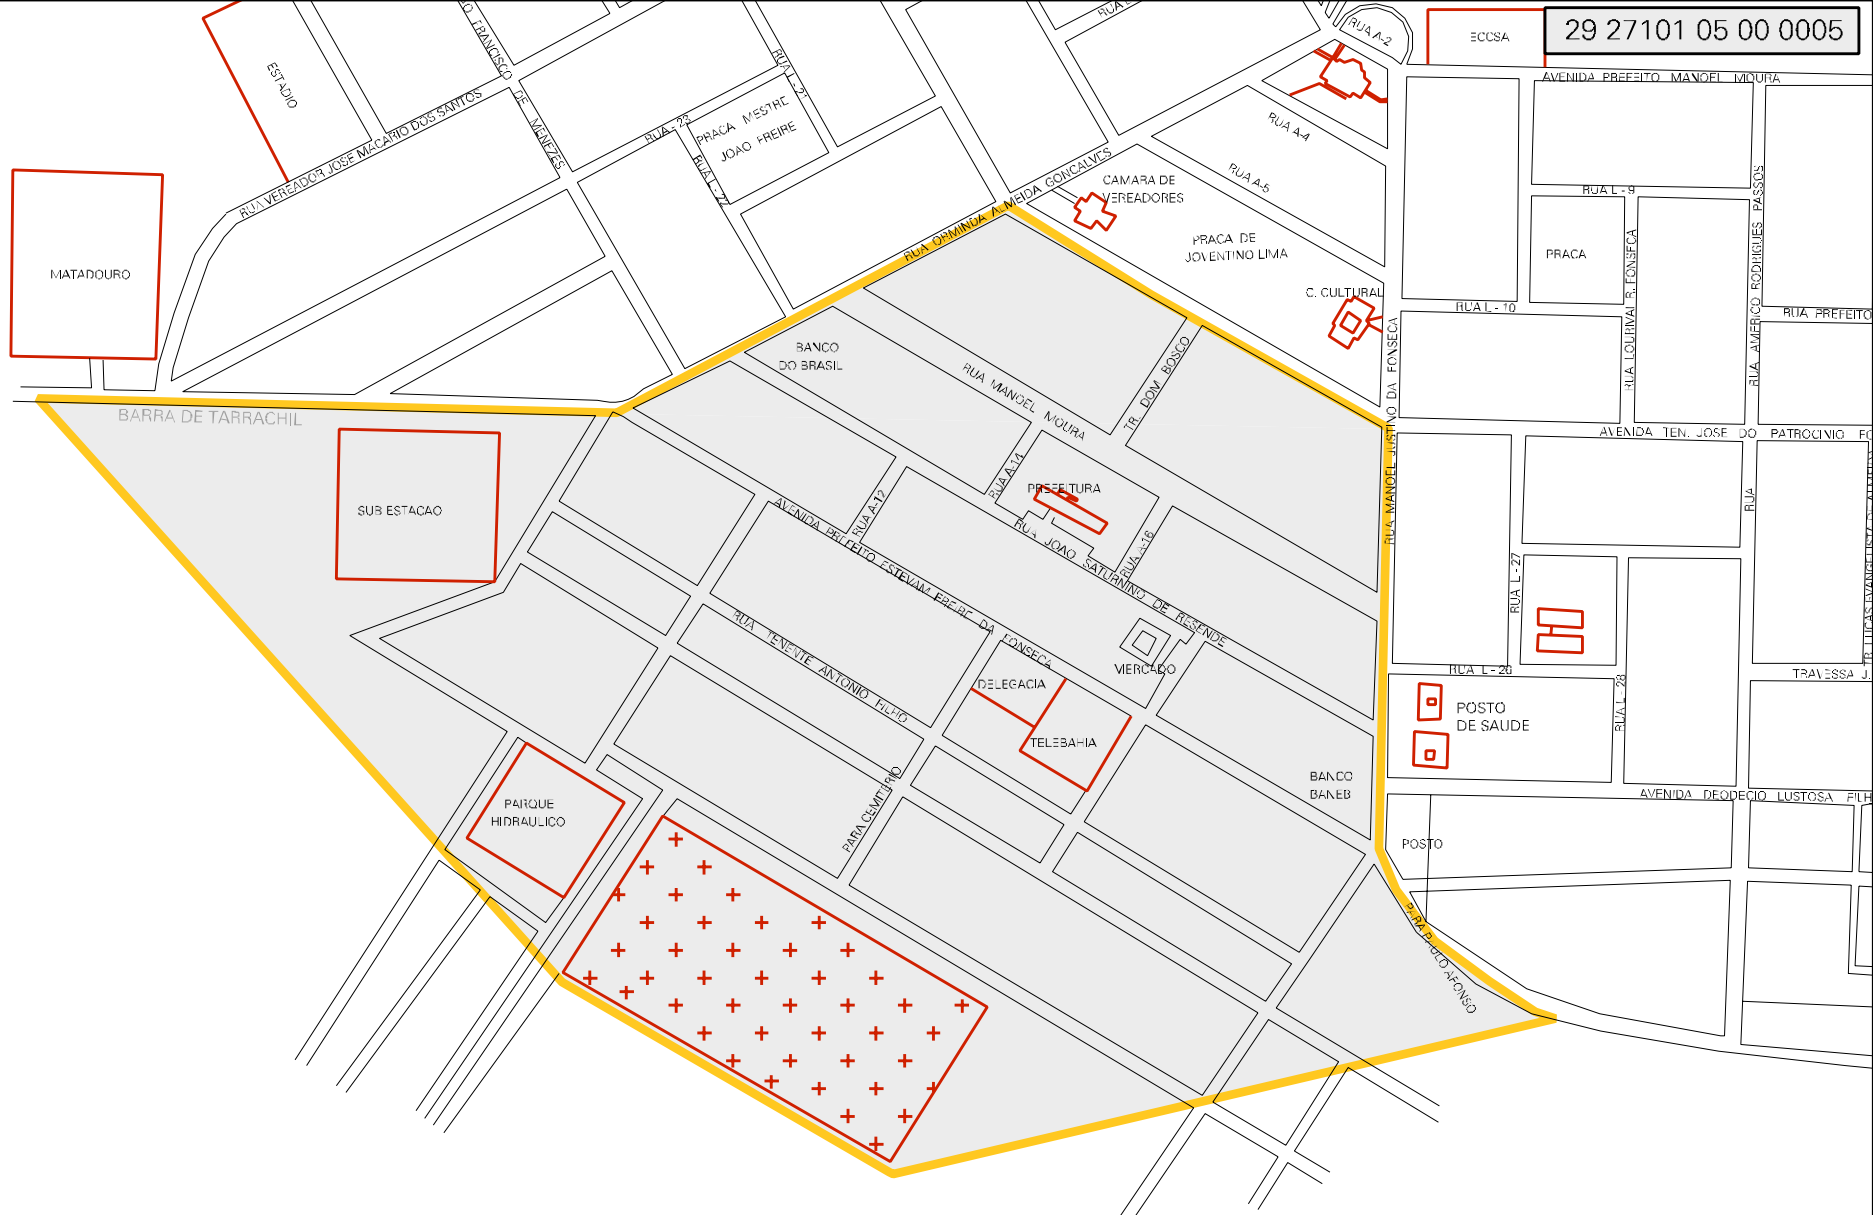 29 27101 05 00 0005
ECCSA
RUA A-2
AVENIDA PREFEITO MANOEL MOURA
ESTADIO
FRANCISCO DE MENEZES
RUA L - 21
RUA VEREADOR JOSE MACARIO DOS SANTOS
RUA - 23
PRACA MESTRE
JOAO FREIRE
RUA L - 22
RUA A-4
RUA A-5
CAMARA DE
VEREADORES
RUA ORMINDA ALMEIDA GONCALVES
PRACA DE
JOVENTINO LIMA
C. CULTURAL
RUA L - 9
PRACA
RUA LOURIVAL R. FONSECA
RUA AMERICO RODRIGUES PASSOS
RUA L - 10
RUA PREFEITO
MATADOURO
BARRA DE TARRACHIL
SUB ESTACAO
BANCO
DO BRASIL
RUA MANOEL MOURA
TR. DOM BOSCO
RUA MANOEL JUSTINO DA FONSECA
AVENIDA TEN. JOSE DO PATROCINIO FO
RUA
RUA A-14
PREFEITURA
RUA A-12
RUA A-16
RUA JOAO SATURNINO DE RESENDE
AVENIDA PREFEITO ESTEVAM FREIRE DA FONSECA
RUA TENENTE ANTONIO FILHO
MERCADO
DELEGACIA
TELEBAHIA
RUA L - 27
RUA L - 26
RUA L - 28
TRAVESSA J.
POSTO
DE SAUDE
BANCO
BANEB
AVENIDA DEODECIO LUSTOSA FILH
POSTO
PARQUE
HIDRAULICO
PARA CEMITERIO
PARA PAULO AFONSO